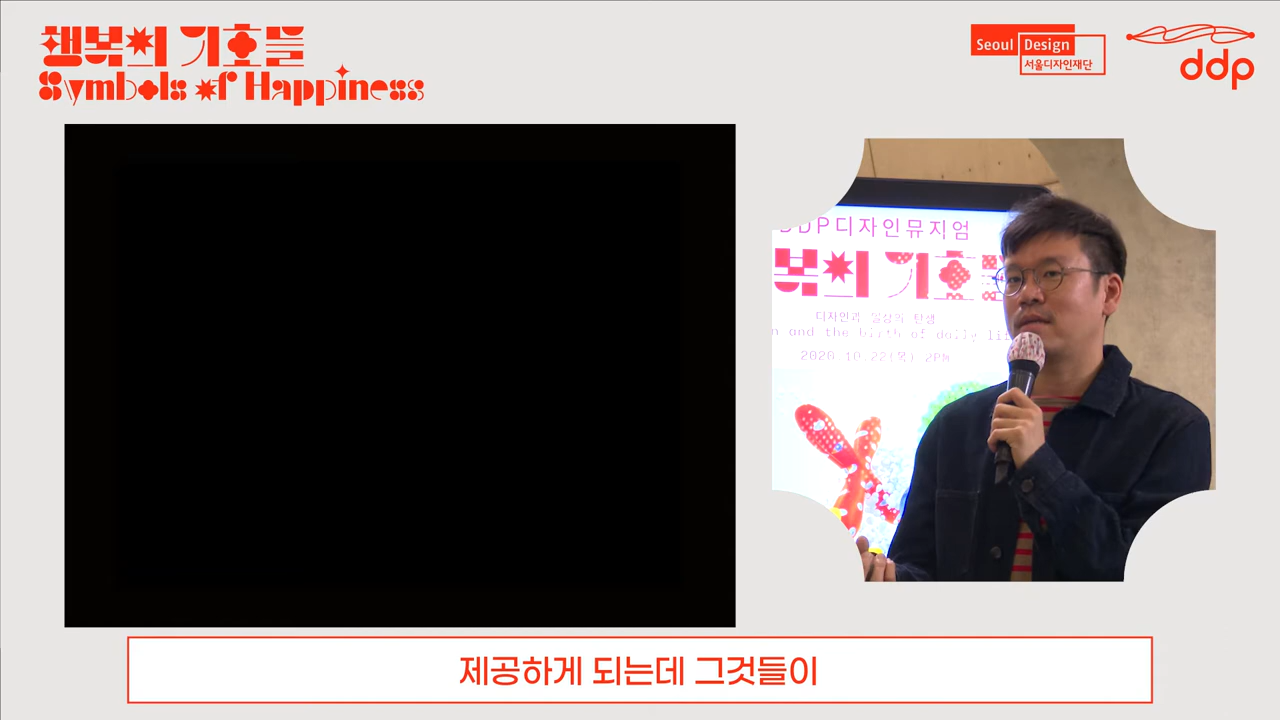 행복의 기호들
Symbols of Happiness
Seoul Design
서울디자인재단
ddp
DDP디자인뮤지엄
복의 기호들
디자인과 일상의 탄생
n and the birth of daily li
2020.10.22(목) 2PM
제공하게 되는데 그것들이